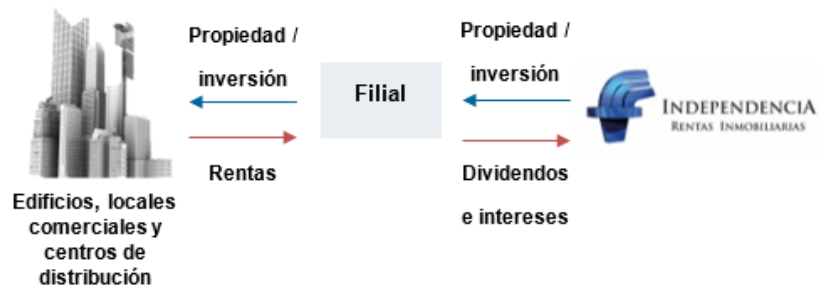 Propiedad /
inversión
Rentas
Edificios, locales
comerciales y
centros de
distribución
Filial
Propiedad /
inversión
Dividendos
e intereses
INDEPENDENCIA
RENTAS INMOBILIARIAS